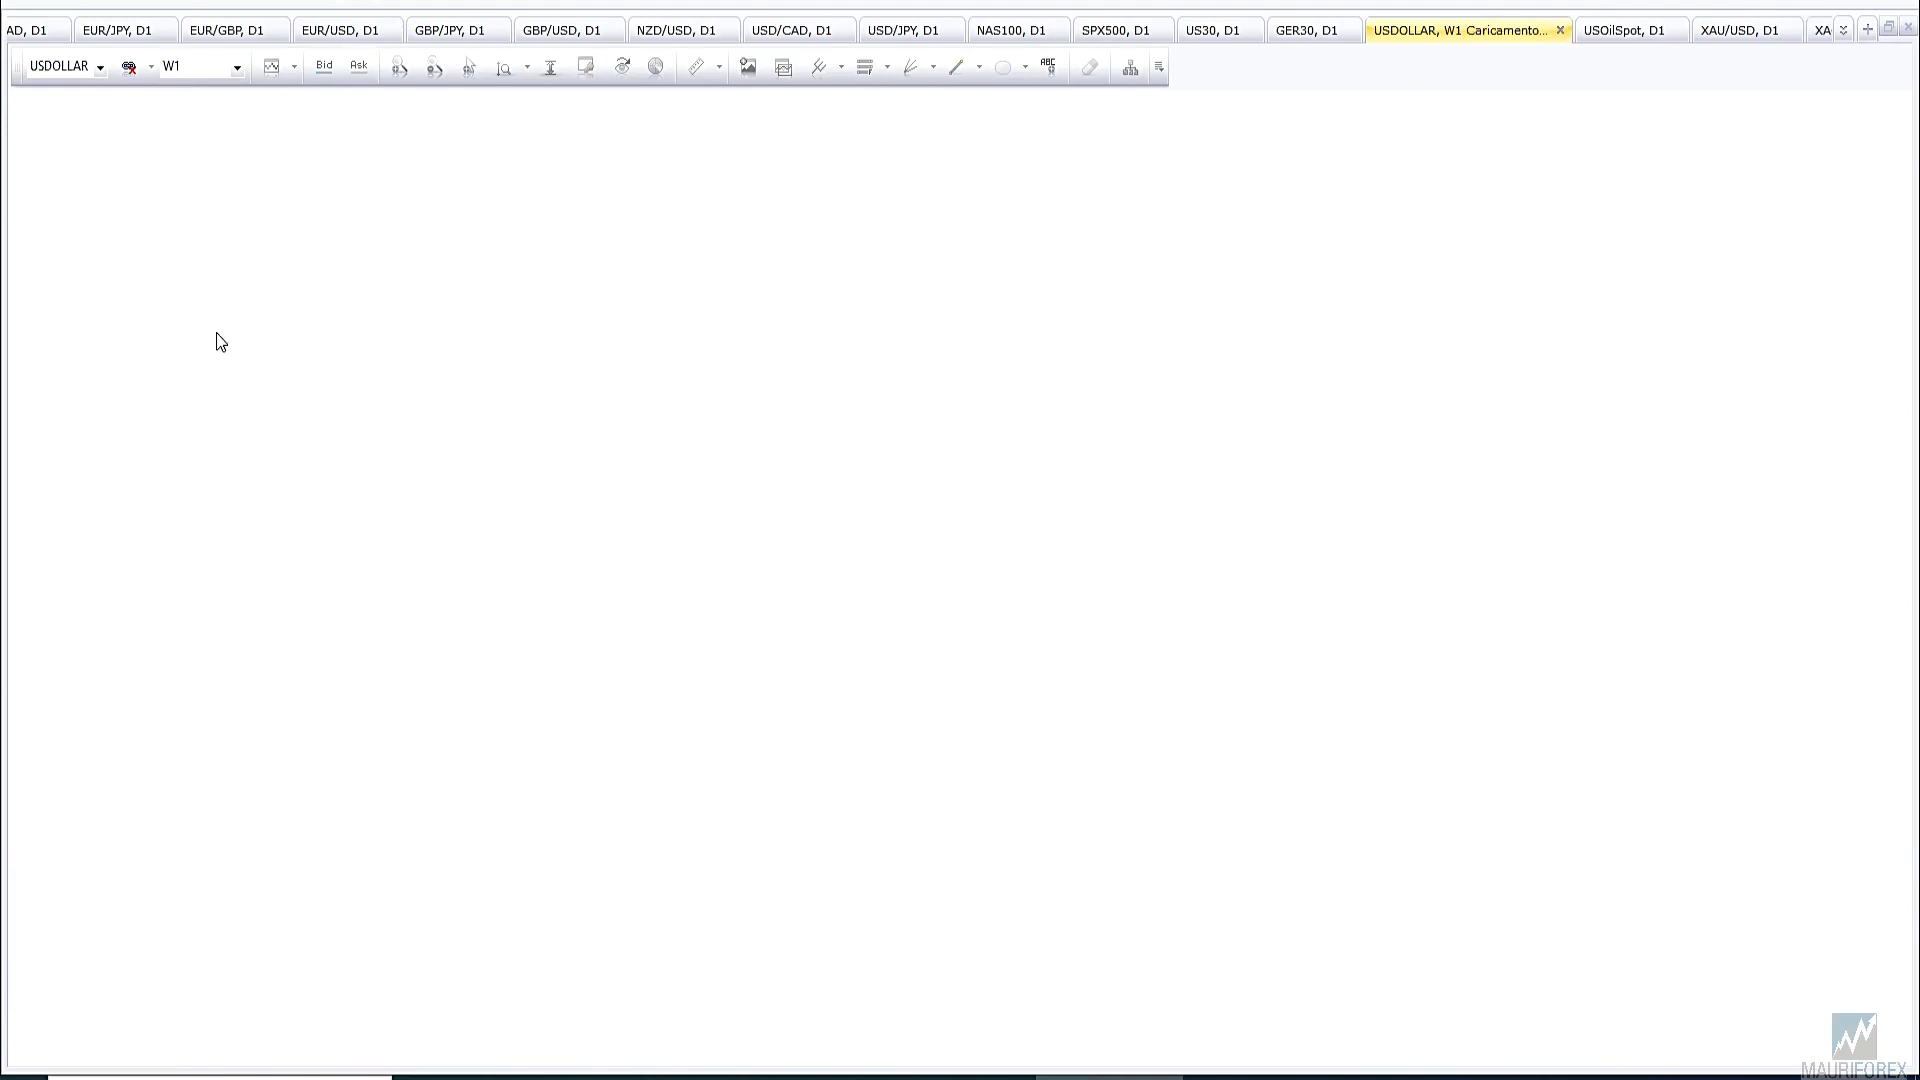 AD, D1 EUR/JPY, D1 EUR/GBP, D1 EUR/USD, D1 GBP/JPY, D1 GBP/USD, D1 NZD/USD, D1 USD/CAD, D1 USD/JPY, D1 NAS100, D1 SPX500, D1 US30, D1 GER30, D1 USDOLLAR, W1 Caricamento... USOilSpot, D1 XAU/USD, D1 XA
USDOLLAR W1 Bid Ask ABC
MAURIFOREX